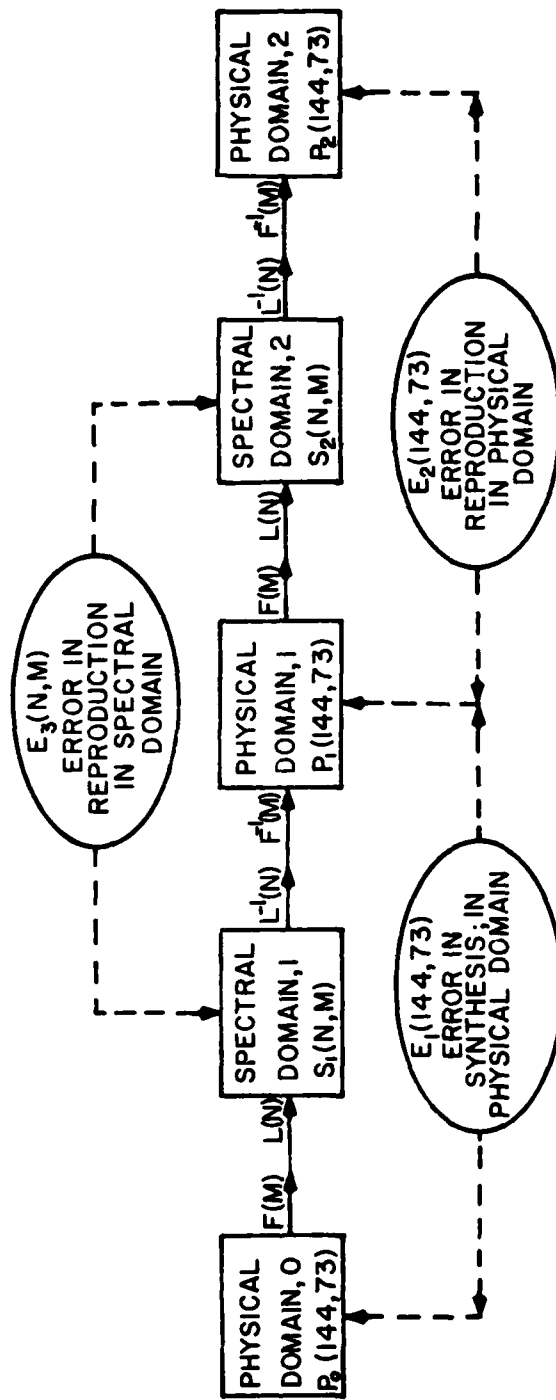 E₃(N,M)
ERROR IN
REPRODUCTION
IN SPECTRAL
DOMAIN
PHYSICAL
DOMAIN,0
P₀(144,73)
F(M) L(N)
SPECTRAL
DOMAIN,1
S₁(N,M)
L⁻¹(N) F⁻¹(M)
PHYSICAL
DOMAIN,1
P₁(144,73)
F(M) L(N)
SPECTRAL
DOMAIN,2
S₂(N,M)
L⁻¹(N) F⁻¹(M)
PHYSICAL
DOMAIN,2
P₂(144,73)
E₁(144,73)
ERROR IN
SYNTHESIS; IN
PHYSICAL DOMAIN
E₂(144,73)
ERROR IN
REPRODUCTION
IN PHYSICAL
DOMAIN